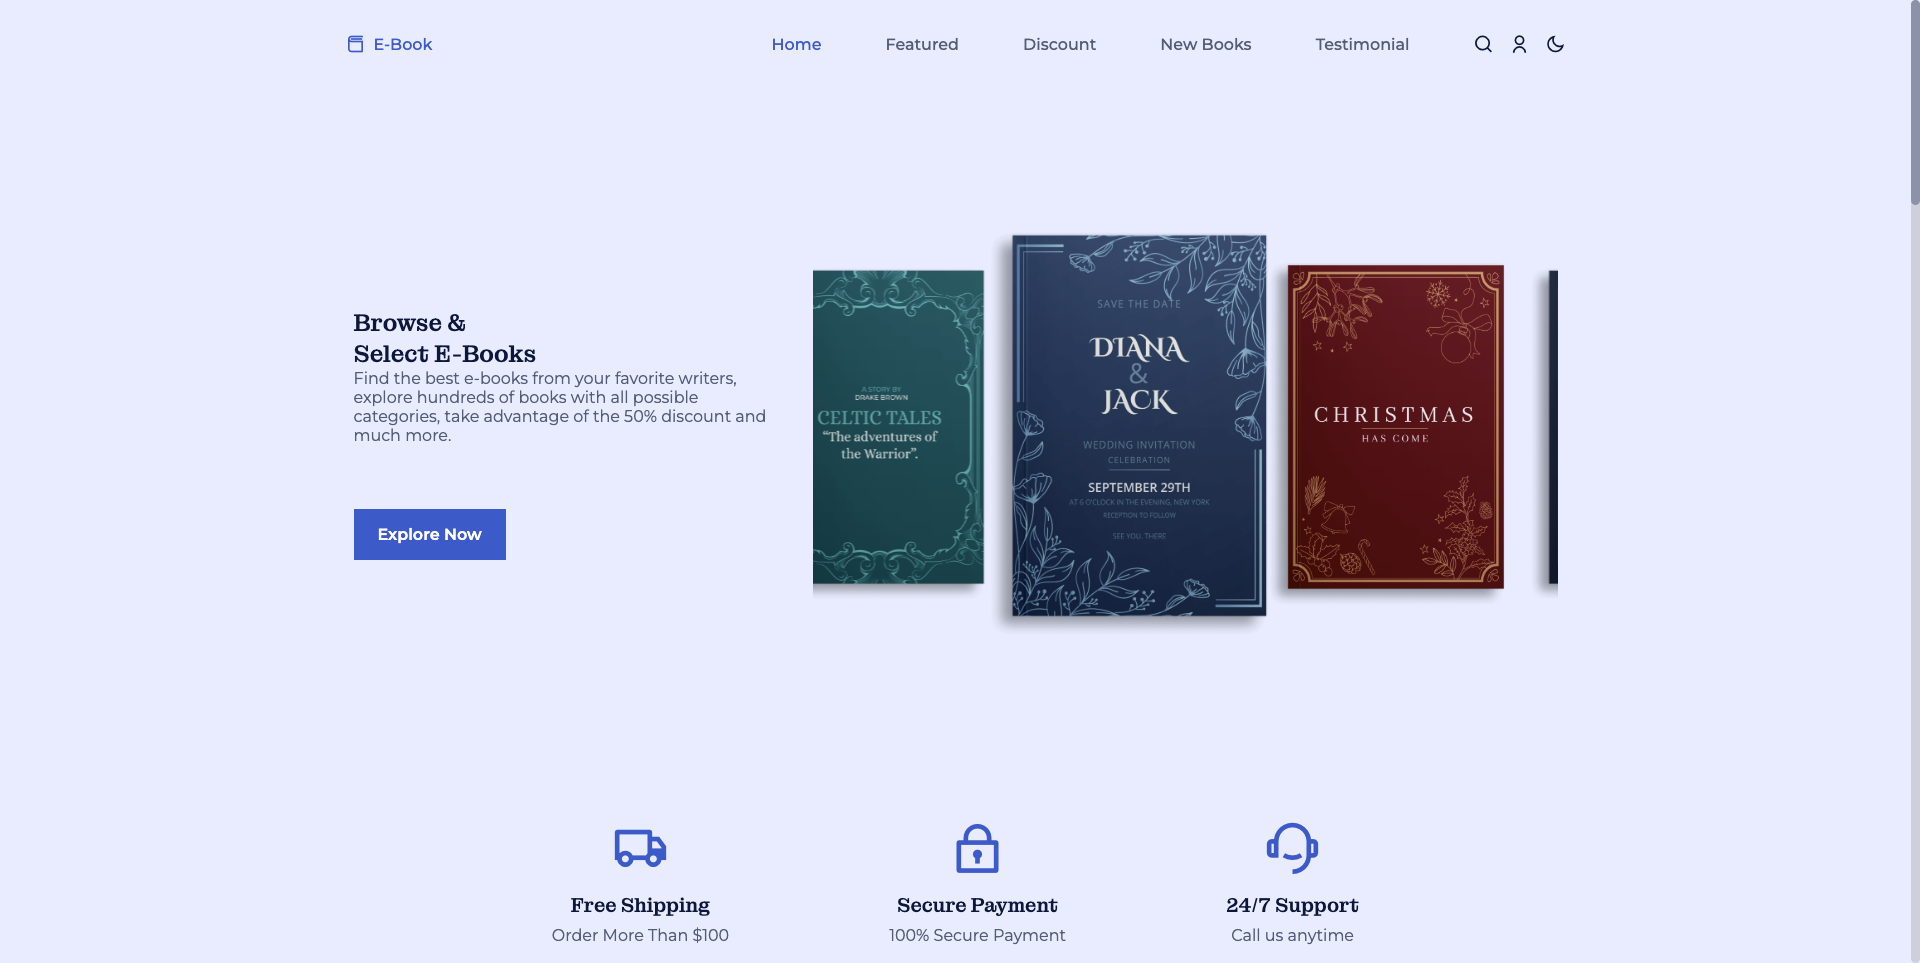 E-Book
Home
Featured
Discount
New Books
Testimonial
Browse &
Select E-Books
Find the best e-books from your favorite writers,
explore hundreds of books with all possible
categories, take advantage of the 50% discount and
much more.
Explore Now
A STORY BY
DRAKE BROWN
CELTIC TALES
“The adventures of
the Warrior”.
SAVE THE DATE
DIANA
&
JACK
WEDDING INVITATION
CELEBRATION
SEPTEMBER 29TH
AT 6 O'CLOCK IN THE EVENING, NEW YORK
RECEPTION TO FOLLOW
SEE YOU, THERE
CHRISTMAS
HAS COME
Free Shipping
Order More Than $100
Secure Payment
100% Secure Payment
24/7 Support
Call us anytime